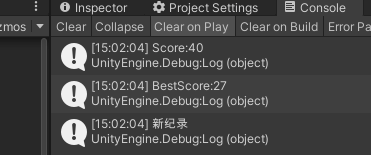 Inspector
Project Settings
Console
zmos
Clear
Collapse
Clear on Play
Clear on Build
Error Pa
[15:02:04] Score:40
UnityEngine.Debug:Log (object)
[15:02:04] BestScore:27
UnityEngine.Debug:Log (object)
[15:02:04] 新纪录
UnityEngine.Debug:Log (object)